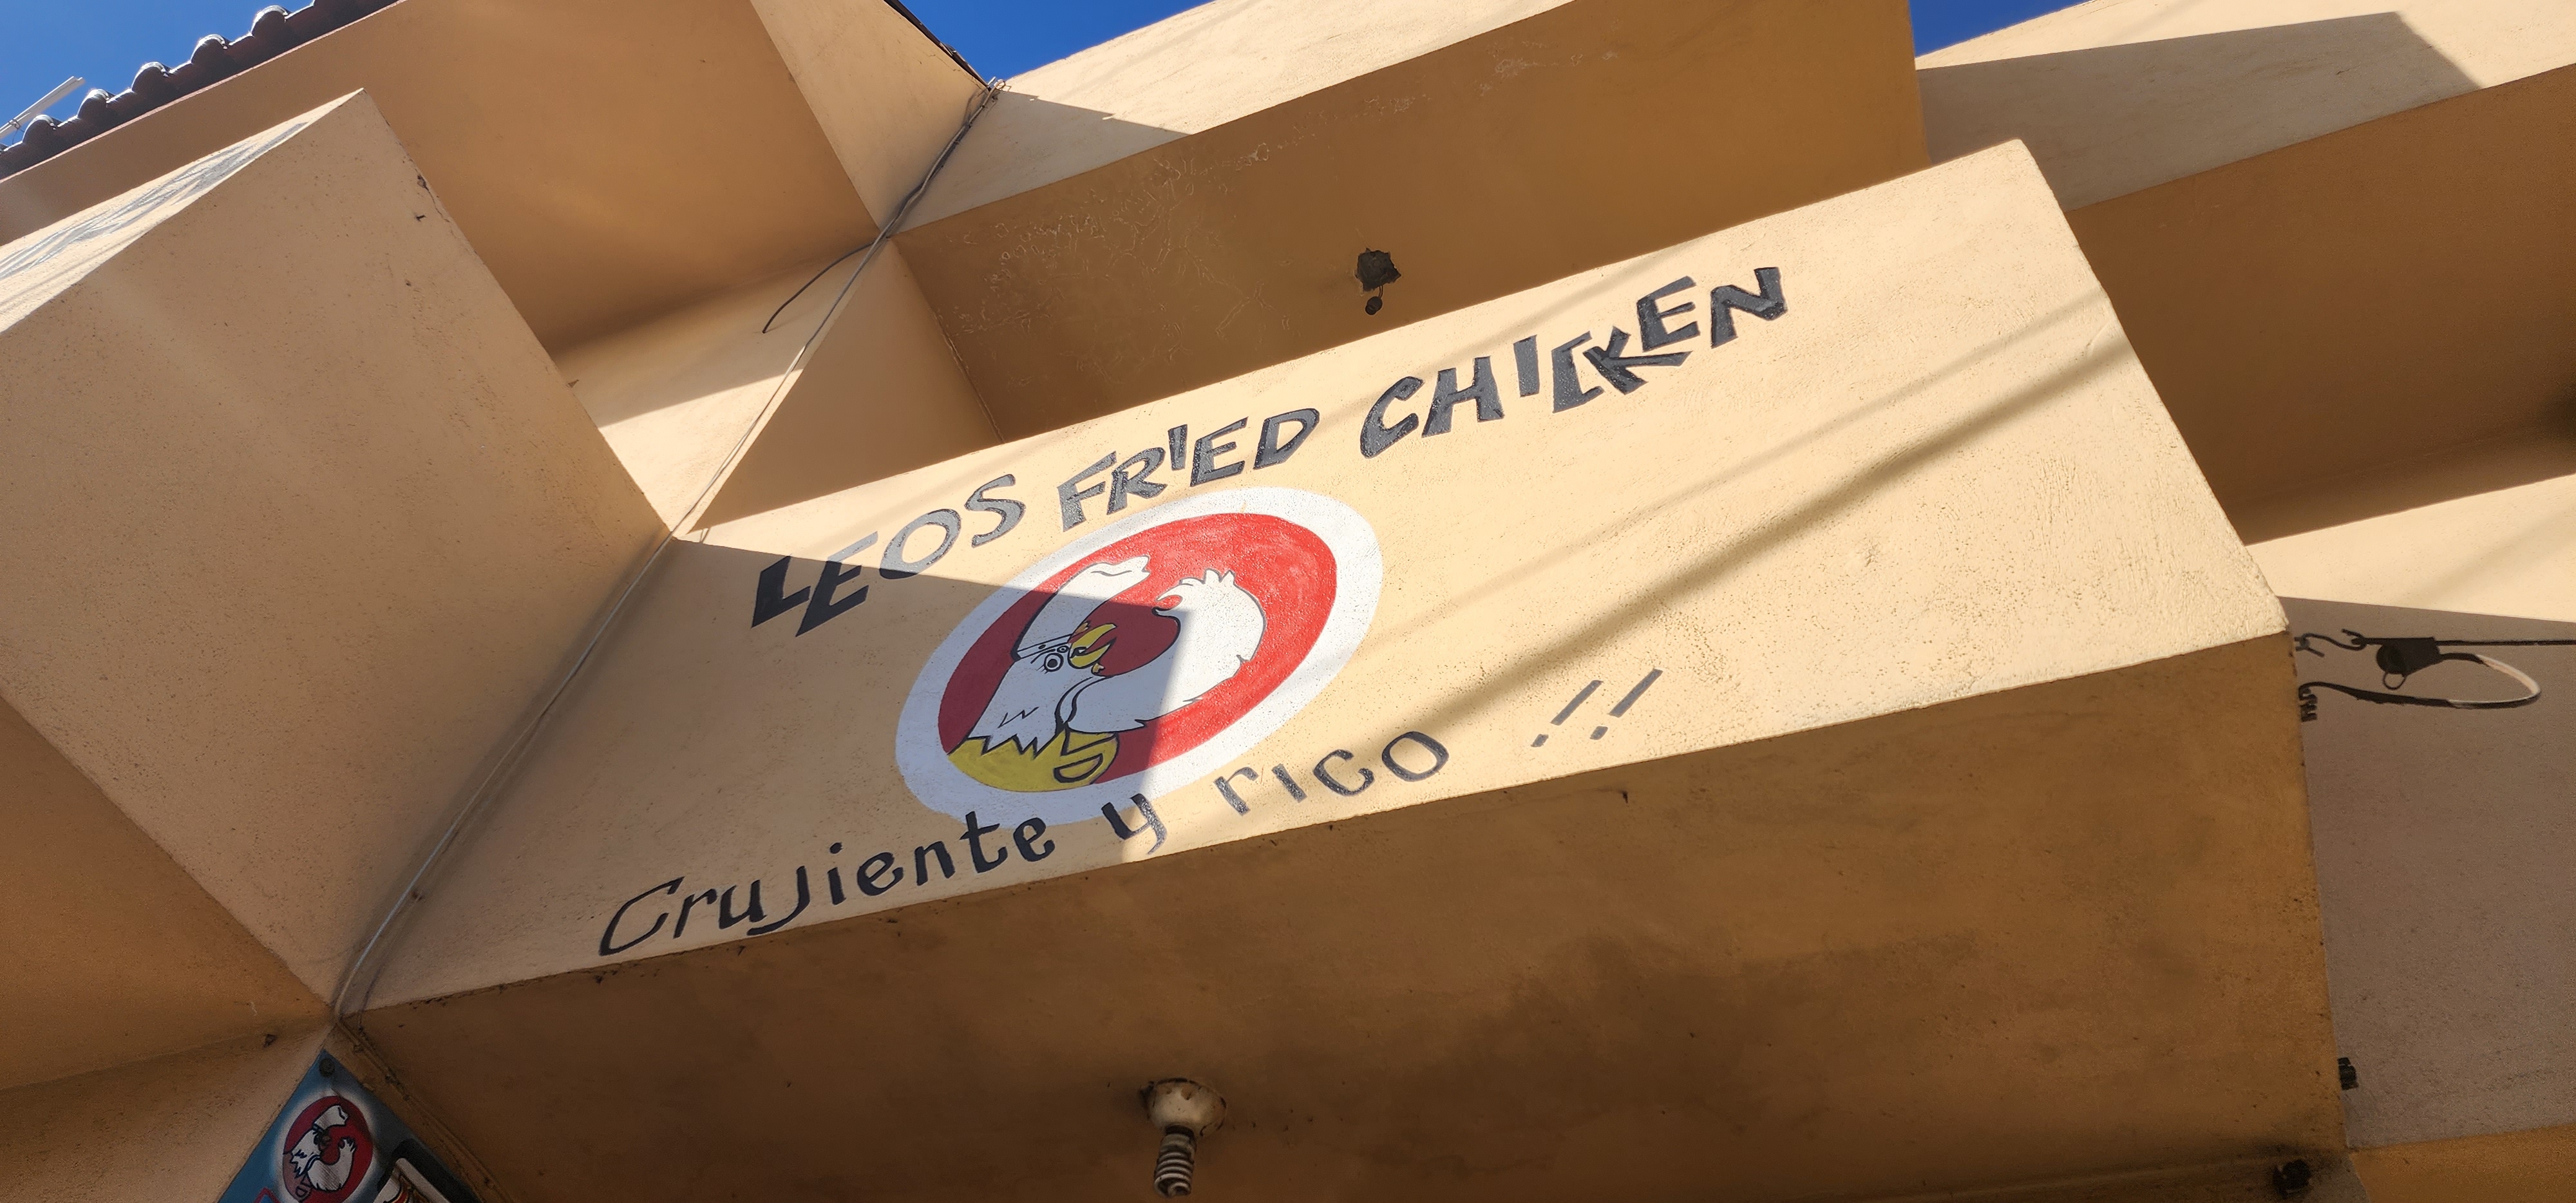 LEOS FRIED CHICKEN
Crujiente y rico !!